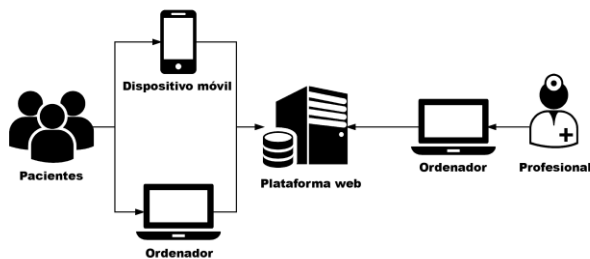 Dispositivo móvil
Pacientes
Plataforma web
Ordenador
Profesional
Ordenador